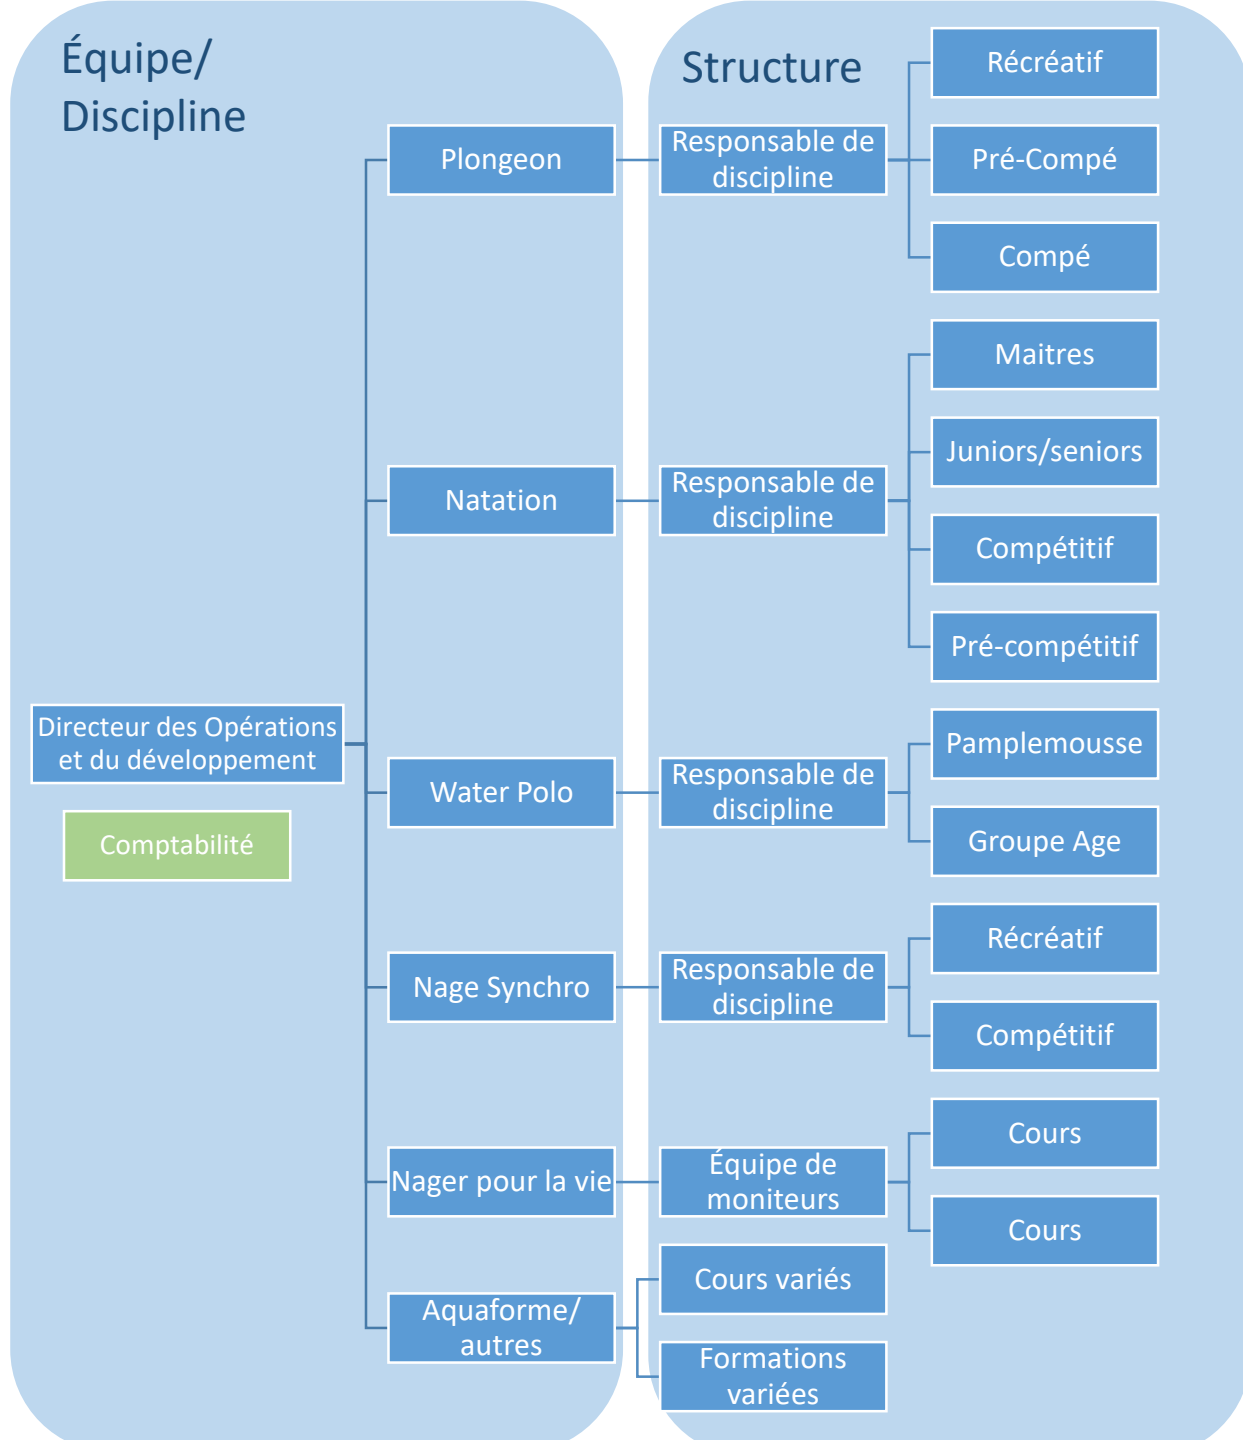 Équipe/
Discipline
Structure
Directeur des Opérations
et du développement
Comptabilité
Plongeon
Responsable de
discipline
Récréatif
Pré-Compé
Compé
Natation
Responsable de
discipline
Maitres
Juniors/seniors
Compétitif
Pré-compétitif
Water Polo
Responsable de
discipline
Pamplemousse
Groupe Age
Nage Synchro
Responsable de
discipline
Récréatif
Compétitif
Nager pour la vie
Équipe de
moniteurs
Cours
Cours
Aquaforme/
autres
Cours variés
Formations
variées